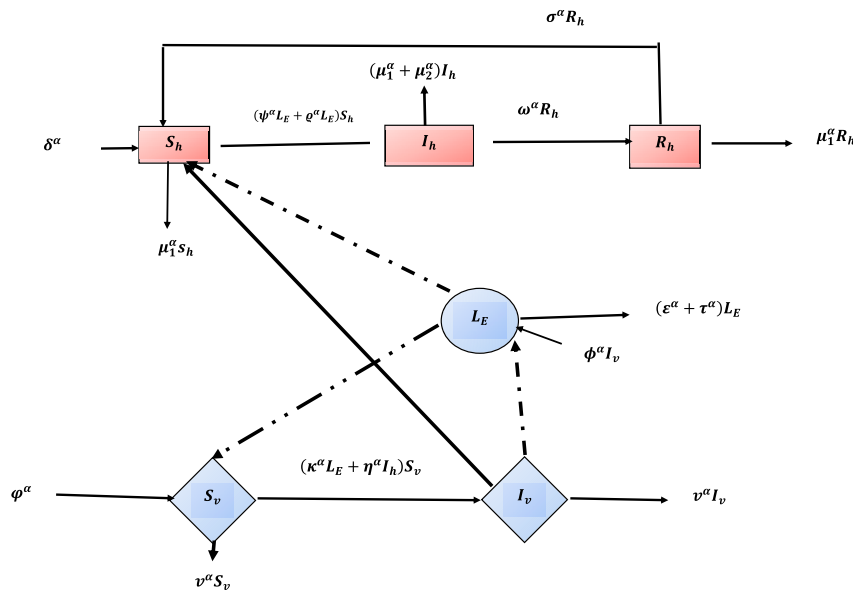 σ^α R_h
(μ_1^α + μ_2^α)I_h
(ψ^α L_E + ϱ^α L_E)S_h
ω^α R_h
δ^α
S_h
I_h
R_h
μ_1^α R_h
μ_1^α s_h
L_E
(ε^α + τ^α)L_E
ϕ^α I_v
(κ^α L_E + η^α I_h)S_v
φ^α
S_v
I_v
v^α I_v
v^α S_v